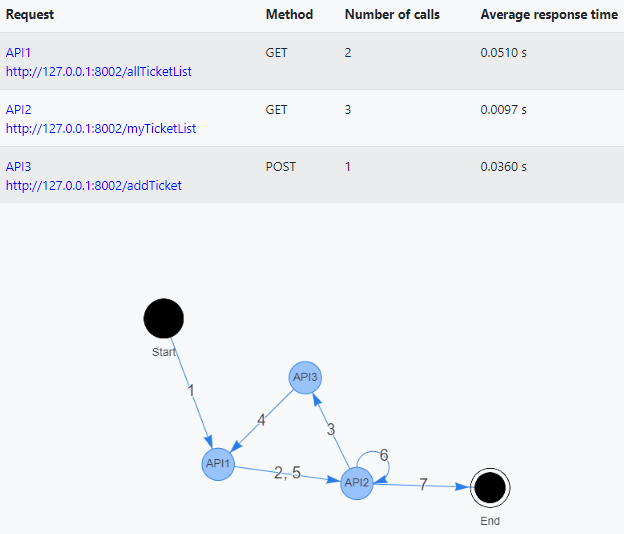 Request Method Number of calls Average response time
API1 GET 2 0.0510 s
http://127.0.0.1:8002/allTicketList
API2 GET 3 0.0097 s
http://127.0.0.1:8002/myTicketList
API3 POST 1 0.0360 s
http://127.0.0.1:8002/addTicket
Start
1
API3
4
3
6
API1
2, 5
API2
7
End